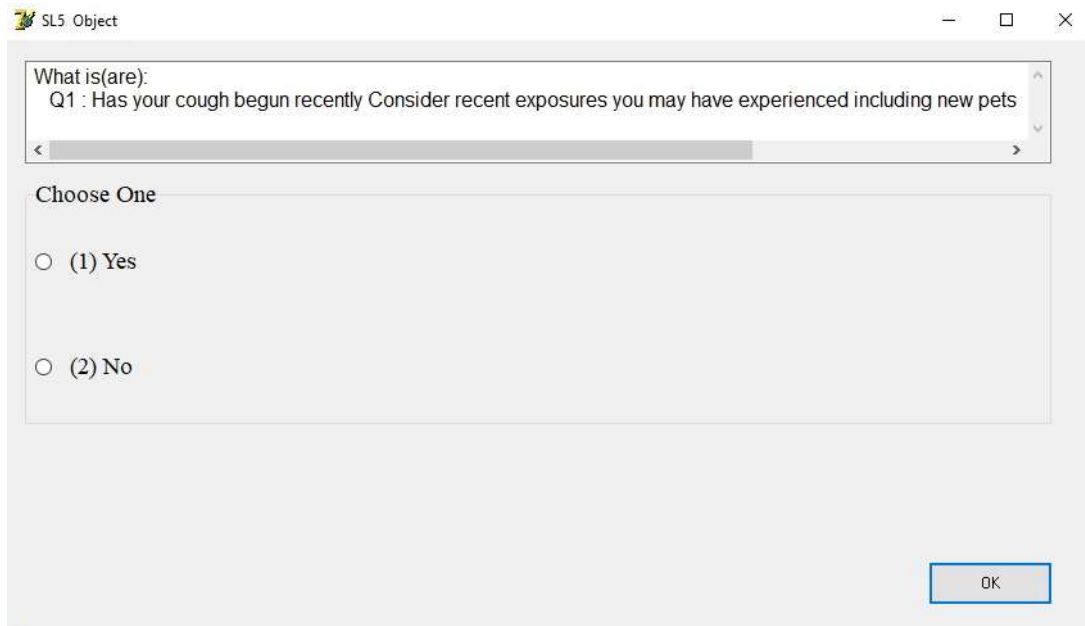 SL5 Object
What is(are):
Q1 : Has your cough begun recently Consider recent exposures you may have experienced including new pets
Choose One
(1) Yes
(2) No
OK